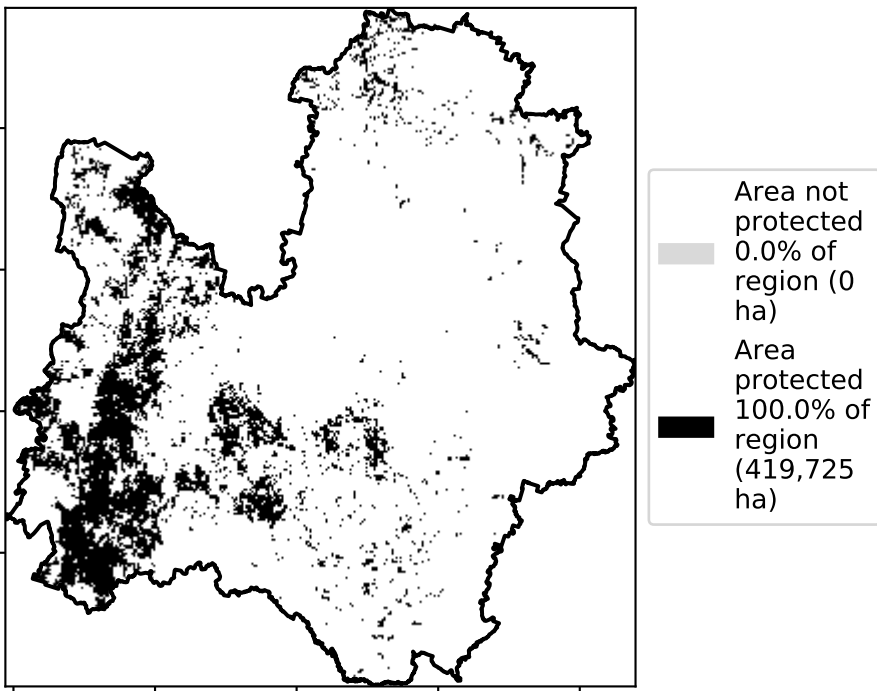 Area not
protected
0.0% of
region (0
ha)
Area
protected
100.0% of
region
(419,725
ha)